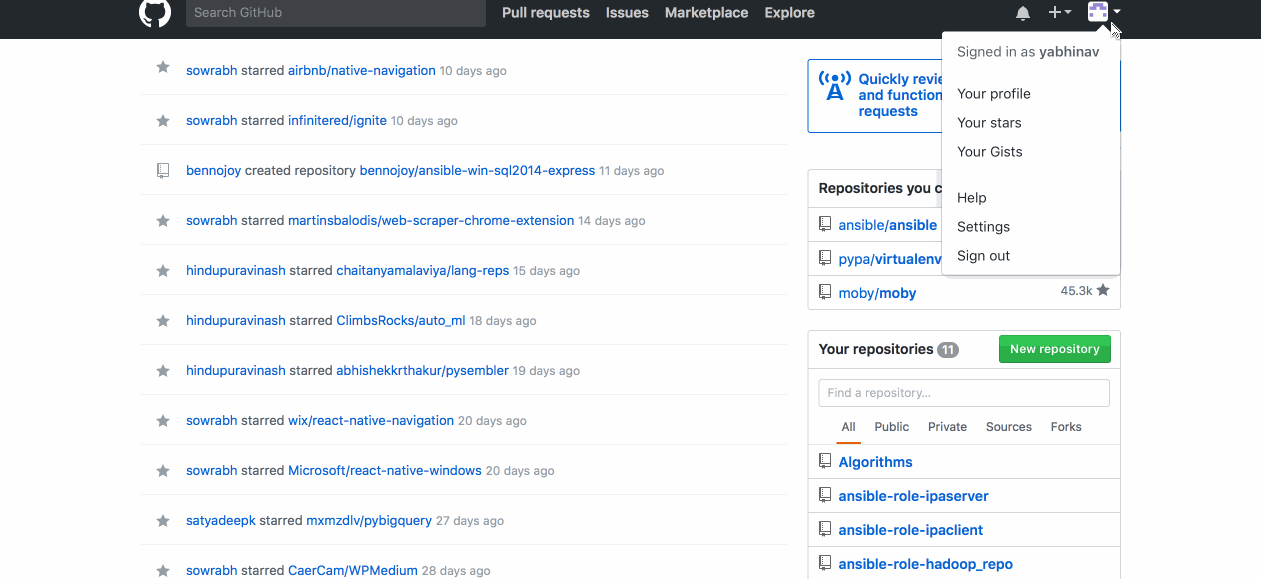 Search GitHub
Pull requests Issues Marketplace Explore
sowrabh starred airbnb/native-navigation 10 days ago
sowrabh starred infinitered/ignite 10 days ago
bennojoy created repository bennojoy/ansible-win-sql2014-express 11 days ago
sowrabh starred martinsbalodis/web-scraper-chrome-extension 14 days ago
hindupuravinash starred chaitanyamalaviya/lang-reps 15 days ago
hindupuravinash starred ClimbsRocks/auto_ml 18 days ago
hindupuravinash starred abhishekkrthakur/pysembler 19 days ago
sowrabh starred wix/react-native-navigation 20 days ago
sowrabh starred Microsoft/react-native-windows 20 days ago
satyadeepk starred mxmzdlv/pybigquery 27 days ago
sowrabh starred CaerCam/WPMedium 28 days ago
Signed in as yabhinav
Your profile
Your stars
Your Gists
Help
Settings
Sign out
Quickly revie
and function
requests
Repositories you c
ansible/ansible
pypa/virtualenv
moby/moby 45.3k
Your repositories 11
New repository
Find a repository...
All Public Private Sources Forks
Algorithms
ansible-role-ipaserver
ansible-role-ipaclient
ansible-role-hadoop_repo